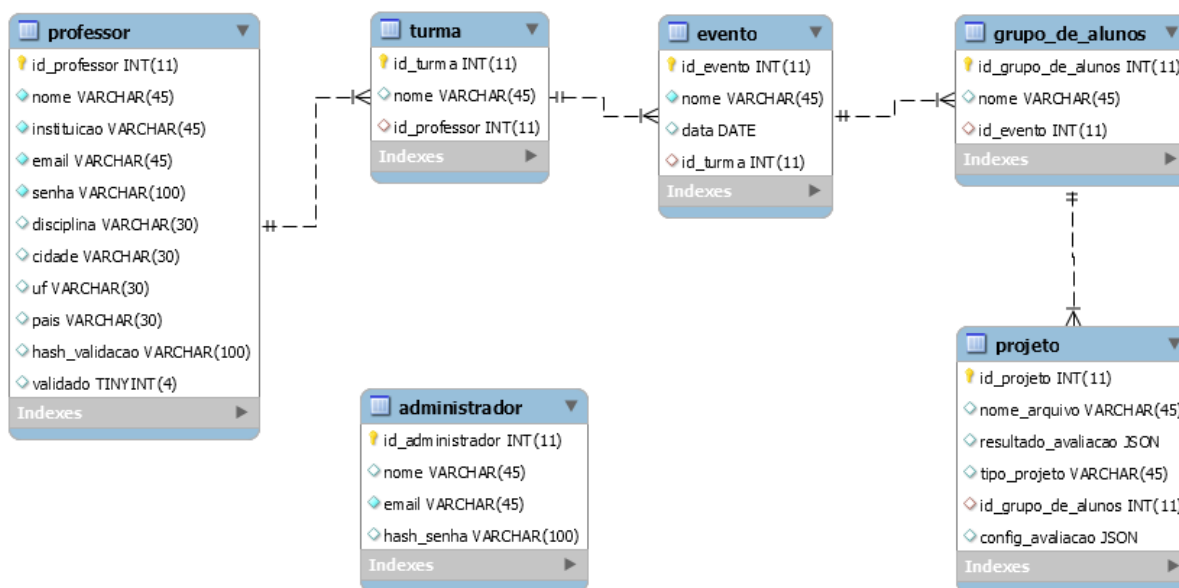 professor
id_professor INT(11)
nome VARCHAR(45)
instituicao VARCHAR(45)
email VARCHAR(45)
senha VARCHAR(100)
disciplina VARCHAR(30)
cidade VARCHAR(30)
uf VARCHAR(30)
pais VARCHAR(30)
hash_validacao VARCHAR(100)
validado TINYINT(4)
Indexes
turma
id_turma INT(11)
nome VARCHAR(45)
id_professor INT(11)
Indexes
evento
id_evento INT(11)
nome VARCHAR(45)
data DATE
id_turma INT(11)
Indexes
grupo_de_alunos
id_grupo_de_alunos INT(11)
nome VARCHAR(45)
id_evento INT(11)
Indexes
administrador
id_administrador INT(11)
nome VARCHAR(45)
email VARCHAR(45)
hash_senha VARCHAR(100)
Indexes
projeto
id_projeto INT(11)
nome_arquivo VARCHAR(45)
resultado_avaliacao JSON
tipo_projeto VARCHAR(45)
id_grupo_de_alunos INT(11)
config_avaliacao JSON
Indexes